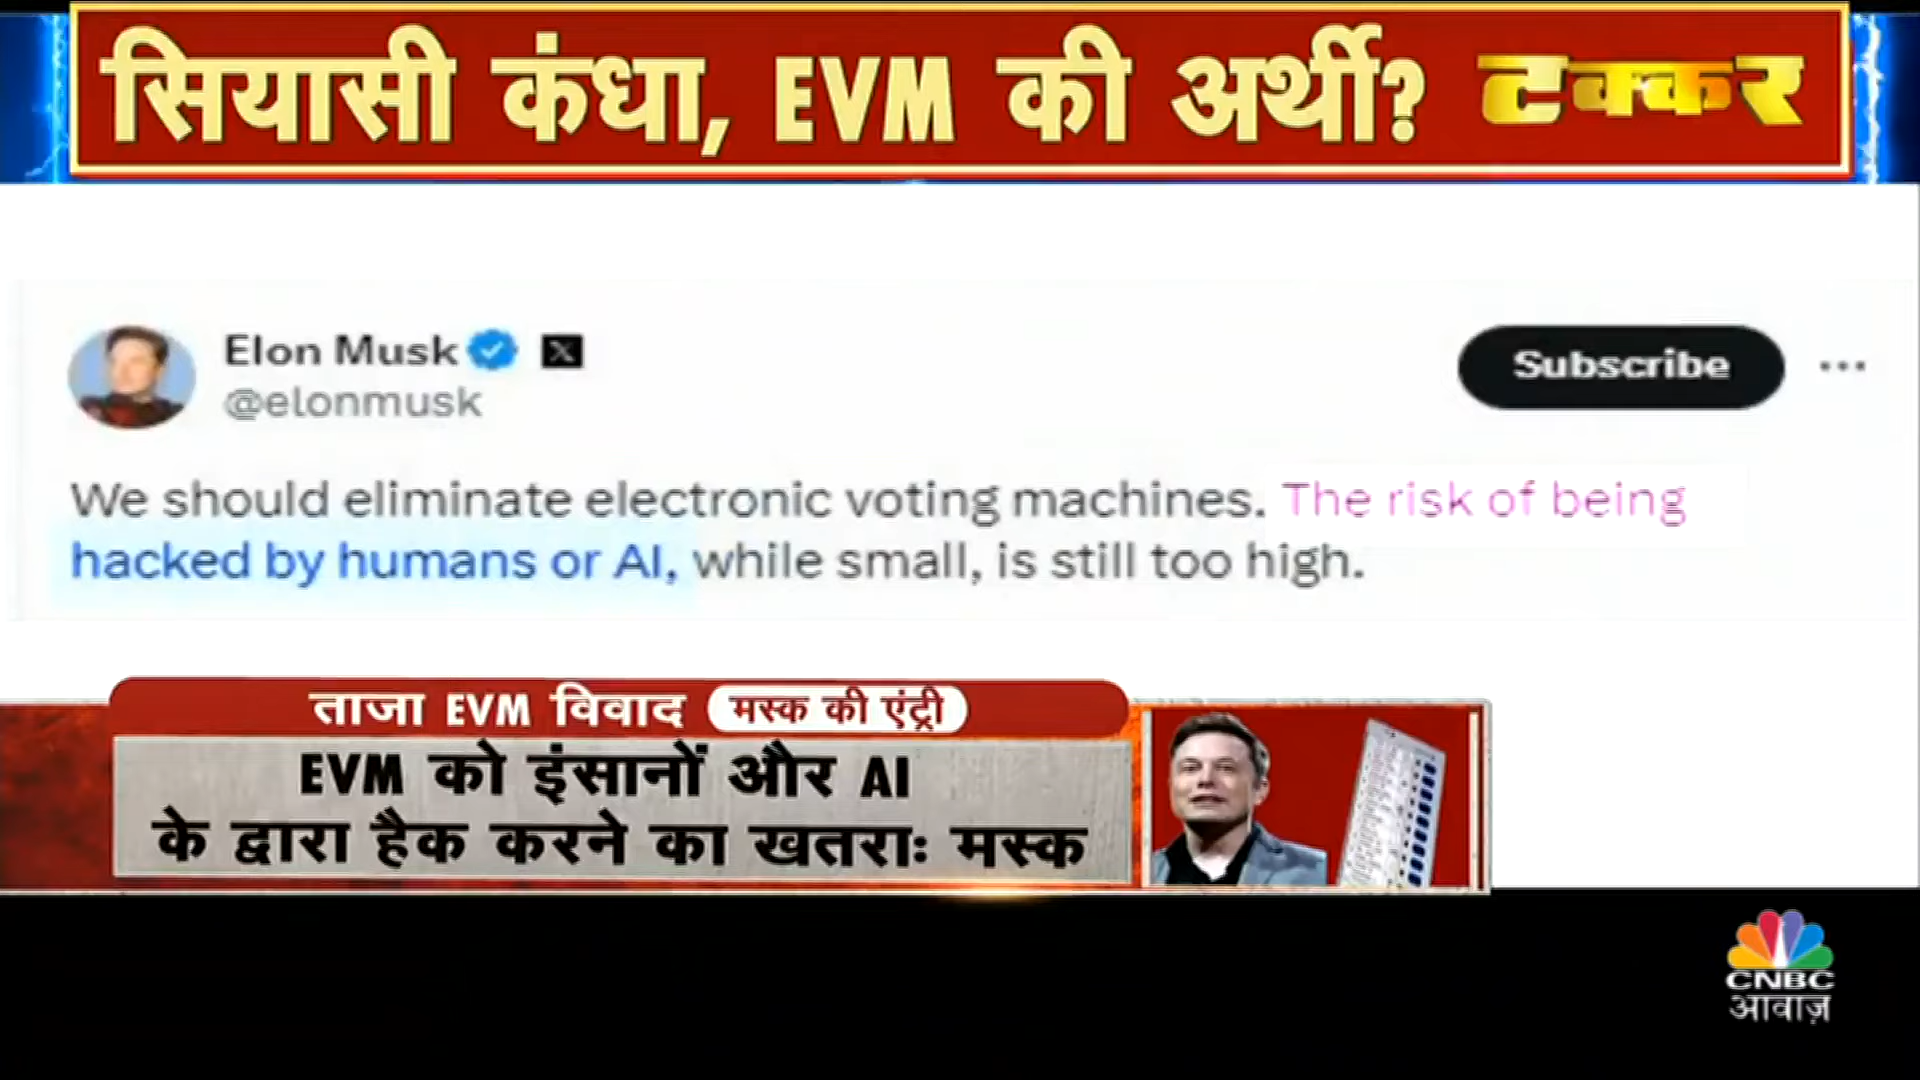 सियासी कंधा, EVM की अर्थी? टक्कर
Elon Musk
@elonmusk
Subscribe
We should eliminate electronic voting machines. The risk of being
hacked by humans or AI, while small, is still too high.
ताजा EVM विवाद मस्क की एंट्री
EVM को इंसानों और AI
के द्वारा हैक करने का खतराः मस्क
CNBC
आवाज़